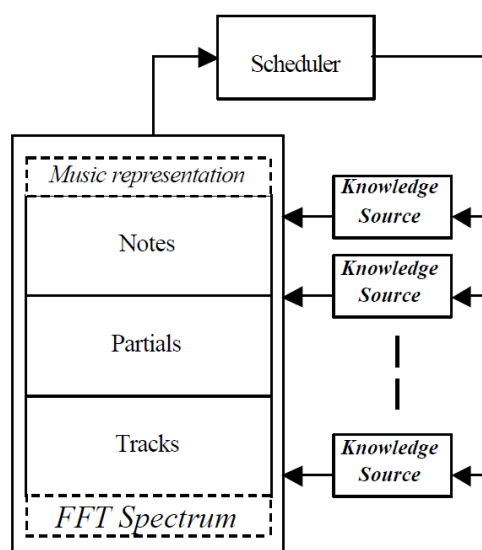 Scheduler
Music representation
Notes
Partials
Tracks
FFT Spectrum
Knowledge
Source
Knowledge
Source
Knowledge
Source